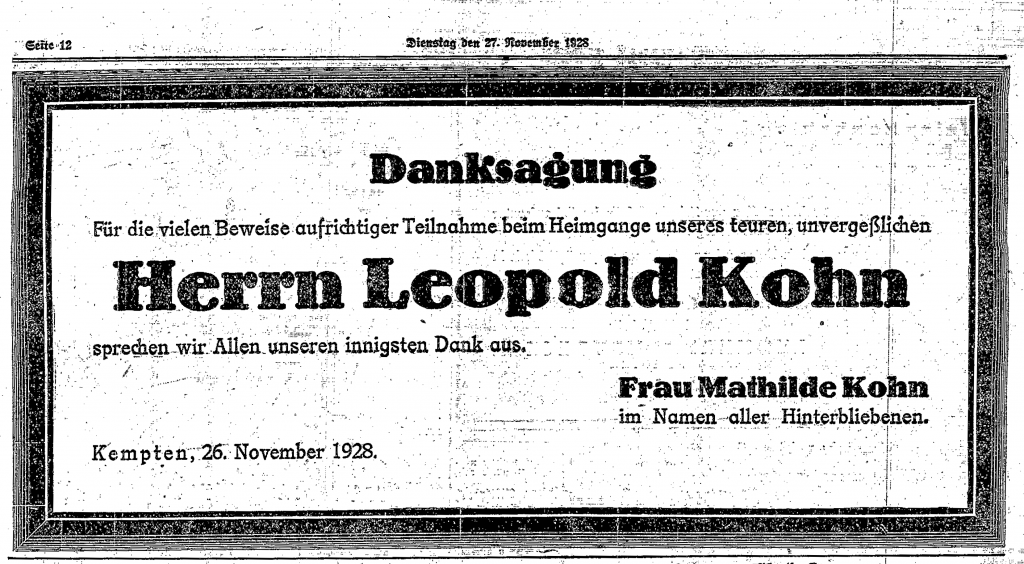 Seite 12
Dienstag den 27. November 1928
Danksagung
Für die vielen Beweise aufrichtiger Teilnahme beim Heimgange unseres teuren, unvergeßlichen
Herrn Leopold Kohn
sprechen wir Allen unseren innigsten Dank aus.
Frau Mathilde Kohn
im Namen aller Hinterbliebenen.
Kempten, 26. November 1928.